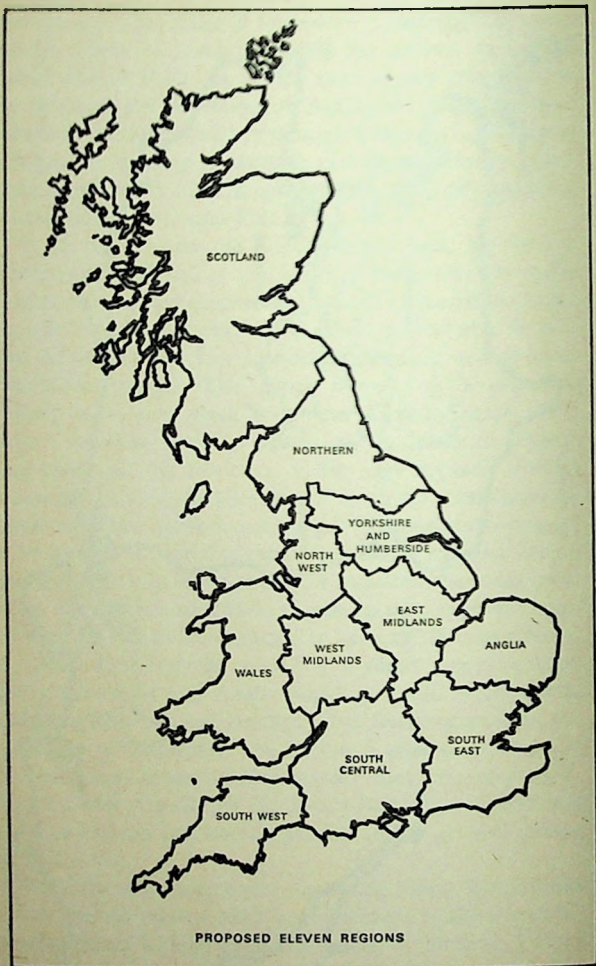 SCOTLAND
NORTHERN
YORKSHIRE
AND
HUMBERSIDE
NORTH
WEST
EAST
MIDLANDS
ANGLIA
WEST
MIDLANDS
WALES
SOUTH
EAST
SOUTH
CENTRAL
SOUTH WEST
PROPOSED ELEVEN REGIONS